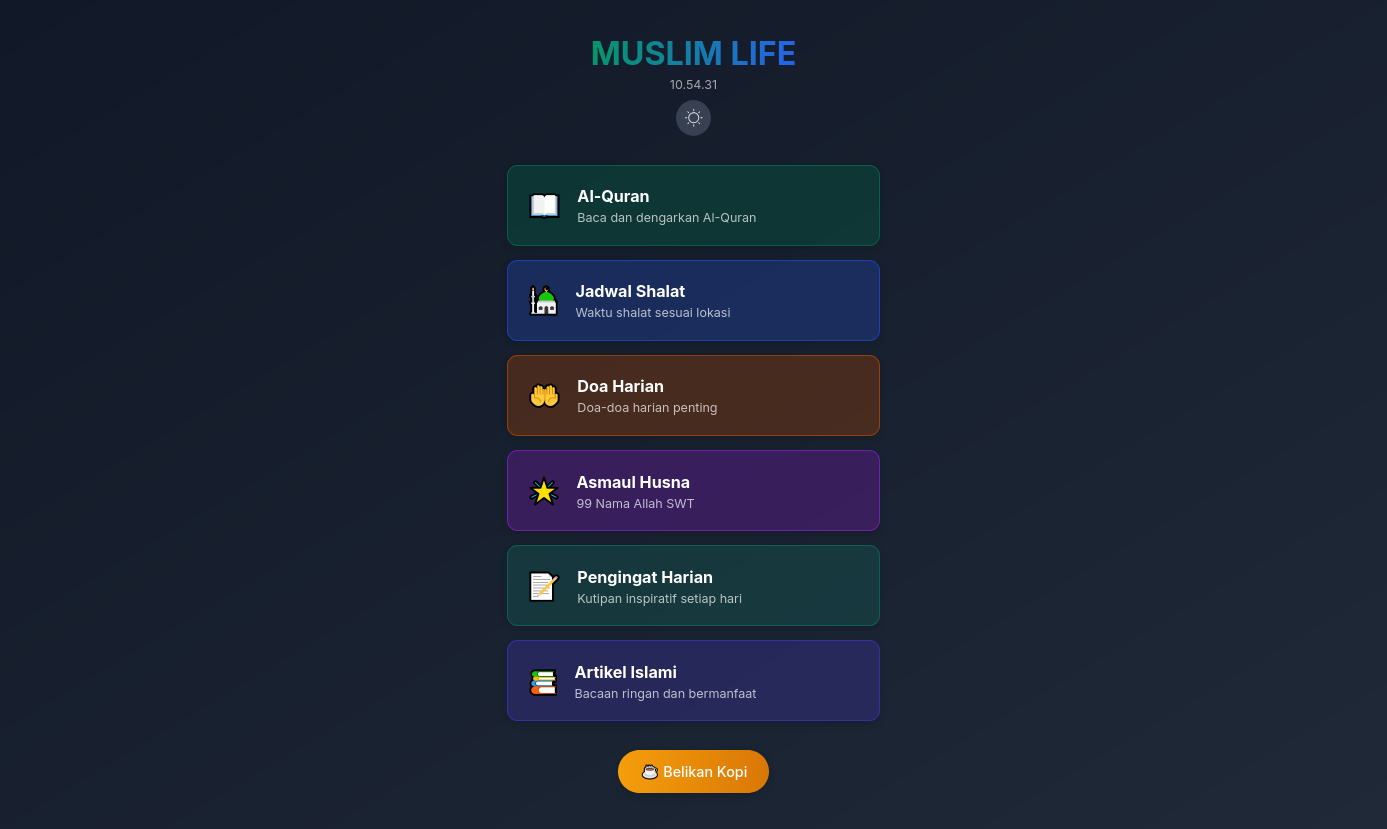 MUSLIM LIFE
10.54.31
Al-Quran
Baca dan dengarkan Al-Quran
Jadwal Shalat
Waktu shalat sesuai lokasi
Doa Harian
Doa-doa harian penting
Asmaul Husna
99 Nama Allah SWT
Pengingat Harian
Kutipan inspiratif setiap hari
Artikel Islami
Bacaan ringan dan bermanfaat
☕ Belikan Kopi